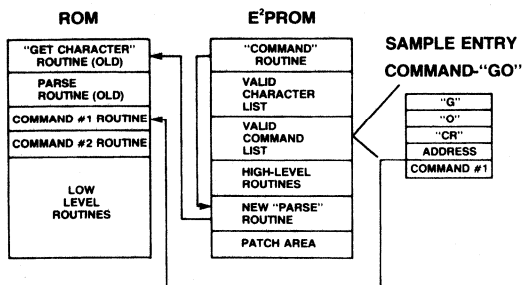 ROM
"GET CHARACTER"
ROUTINE (OLD)
PARSE
ROUTINE (OLD)
COMMAND #1 ROUTINE
COMMAND #2 ROUTINE
LOW
LEVEL
ROUTINES
E²PROM
"COMMAND"
ROUTINE
VALID
CHARACTER
LIST
VALID
COMMAND
LIST
HIGH-LEVEL
ROUTINES
NEW "PARSE"
ROUTINE
PATCH AREA
SAMPLE ENTRY
COMMAND-"GO"
"G"
"O"
"CR"
ADDRESS
COMMAND #1